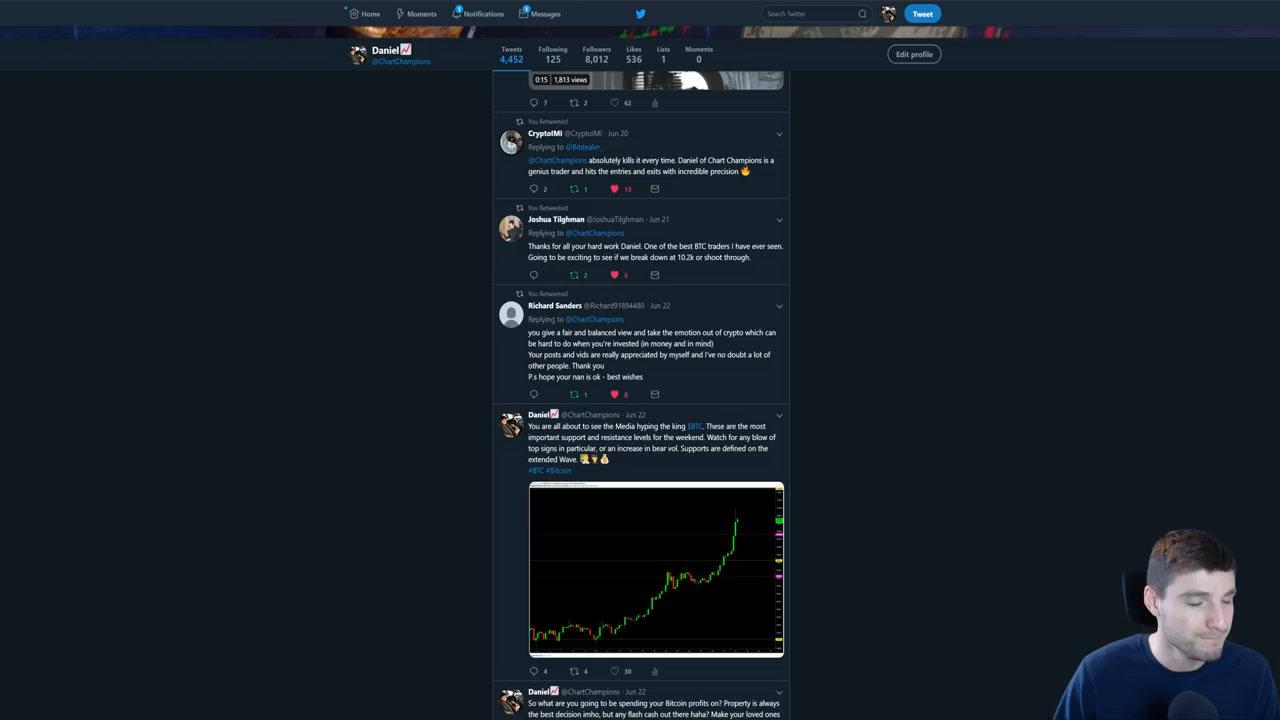 Home
Moments
1
Notifications
1
Messages
Search Twitter
Tweet
Daniel
@ChartChampions
Tweets
4,452
Following
125
Followers
8,012
Likes
536
Lists
1
Moments
0
Edit profile
0:15 | 1,813 views
7 2 62
You Retweeted
CryptoIMI @CryptoIMI · Jun 20
Replying to @Bitdealer_
@ChartChampions absolutely kills it every time. Daniel of Chart Champions is a
genius trader and hits the entries and exits with incredible precision 🔥
2 1 18
You Retweeted
Joshua Tilghman @JoshuaTilghman · Jun 21
Replying to @ChartChampions
Thanks for all your hard work Daniel. One of the best BTC traders I have ever seen.
Going to be exciting to see if we break down at 10.2k or shoot through.
2 5
You Retweeted
Richard Sanders @Richard91894480 · Jun 22
Replying to @ChartChampions
you give a fair and balanced view and take the emotion out of crypto which can
be hard to do when you're invested (in money and in mind)
Your posts and vids are really appreciated by myself and I've no doubt a lot of
other people. Thank you
P.s hope your nan is ok - best wishes
1 8
Daniel @ChartChampions · Jun 22
You are all about to see the Media hyping the king $BTC. These are the most
important support and resistance levels for the weekend. Watch for any blow of
top signs in particular, or an increase in bear vol. Supports are defined on the
extended Wave.
#BTC #Bitcoin
4 4 30
Daniel @ChartChampions · Jun 22
So what are you going to be spending your Bitcoin profits on? Property is always
the best decision imho, but any flash cash out there haha? Make your loved ones